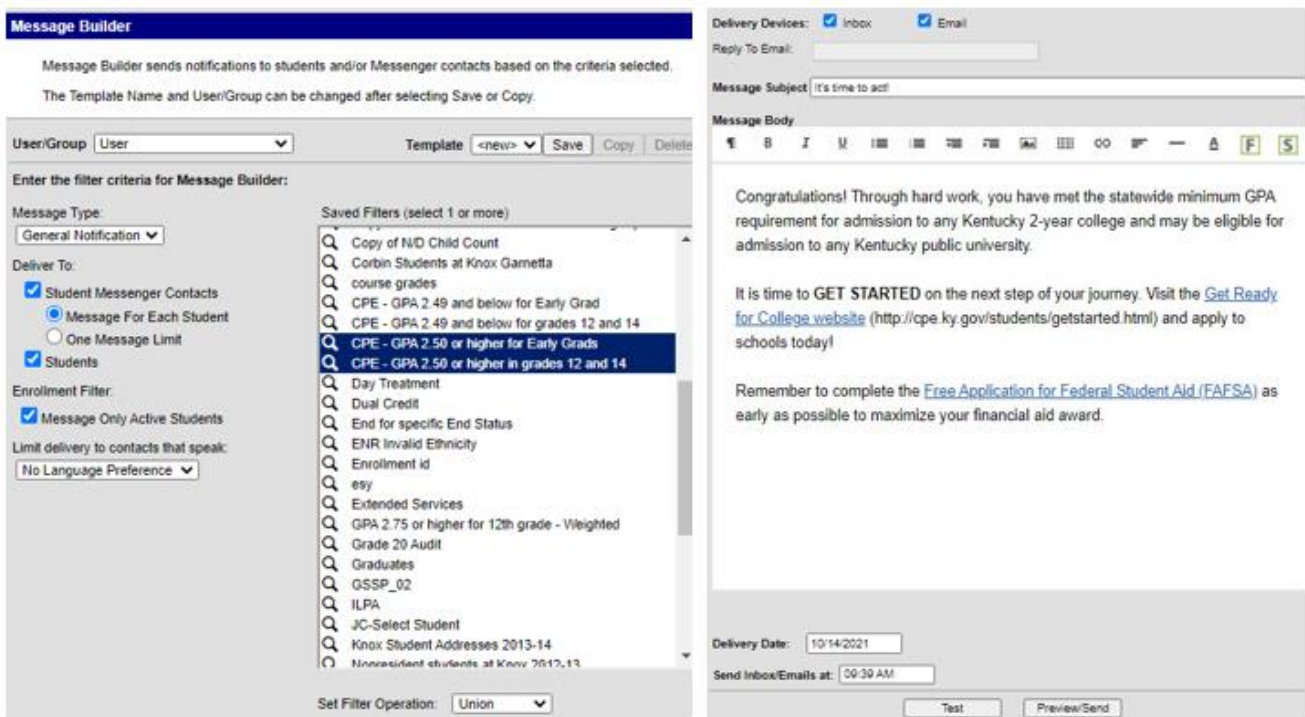 Message Builder
Message Builder sends notifications to students and/or Messenger contacts based on the criteria selected.
The Template Name and User/Group can be changed after selecting Save or Copy.
User/Group User
Template <new> Save Copy Delete
Enter the filter criteria for Message Builder:
Message Type:
General Notification
Deliver To:
Student Messenger Contacts
Message For Each Student
One Message Limit
Students
Enrollment Filter:
Message Only Active Students
Limit delivery to contacts that speak:
No Language Preference
Saved Filters (select 1 or more)
Copy of N/D Child Count
Corbin Students at Knox Garnetta
course grades
CPE - GPA 2.49 and below for Early Grad
CPE - GPA 2.49 and below for grades 12 and 14
CPE - GPA 2.50 or higher for Early Grads
CPE - GPA 2.50 or higher in grades 12 and 14
Day Treatment
Dual Credit
End for specific End Status
ENR Invalid Ethnicity
Enrollment id
esy
Extended Services
GPA 2.75 or higher for 12th grade - Weighted
Grade 20 Audit
Graduates
GSSP_02
ILPA
JC-Select Student
Knox Student Addresses 2013-14
Nonresident students at Knox 2012-13
Set Filter Operation: Union
Delivery Devices: Inbox Email
Reply To Email:
Message Subject It's time to act!
Message Body
¶ B I U A F S
Congratulations! Through hard work, you have met the statewide minimum GPA
requirement for admission to any Kentucky 2-year college and may be eligible for
admission to any Kentucky public university.
It is time to GET STARTED on the next step of your journey. Visit the Get Ready
for College website (http://cpe.ky.gov/students/getstarted.html) and apply to
schools today!
Remember to complete the Free Application for Federal Student Aid (FAFSA) as
early as possible to maximize your financial aid award.
Delivery Date: 10/14/2021
Send Inbox/Emails at: 09:39 AM
Test Preview/Send